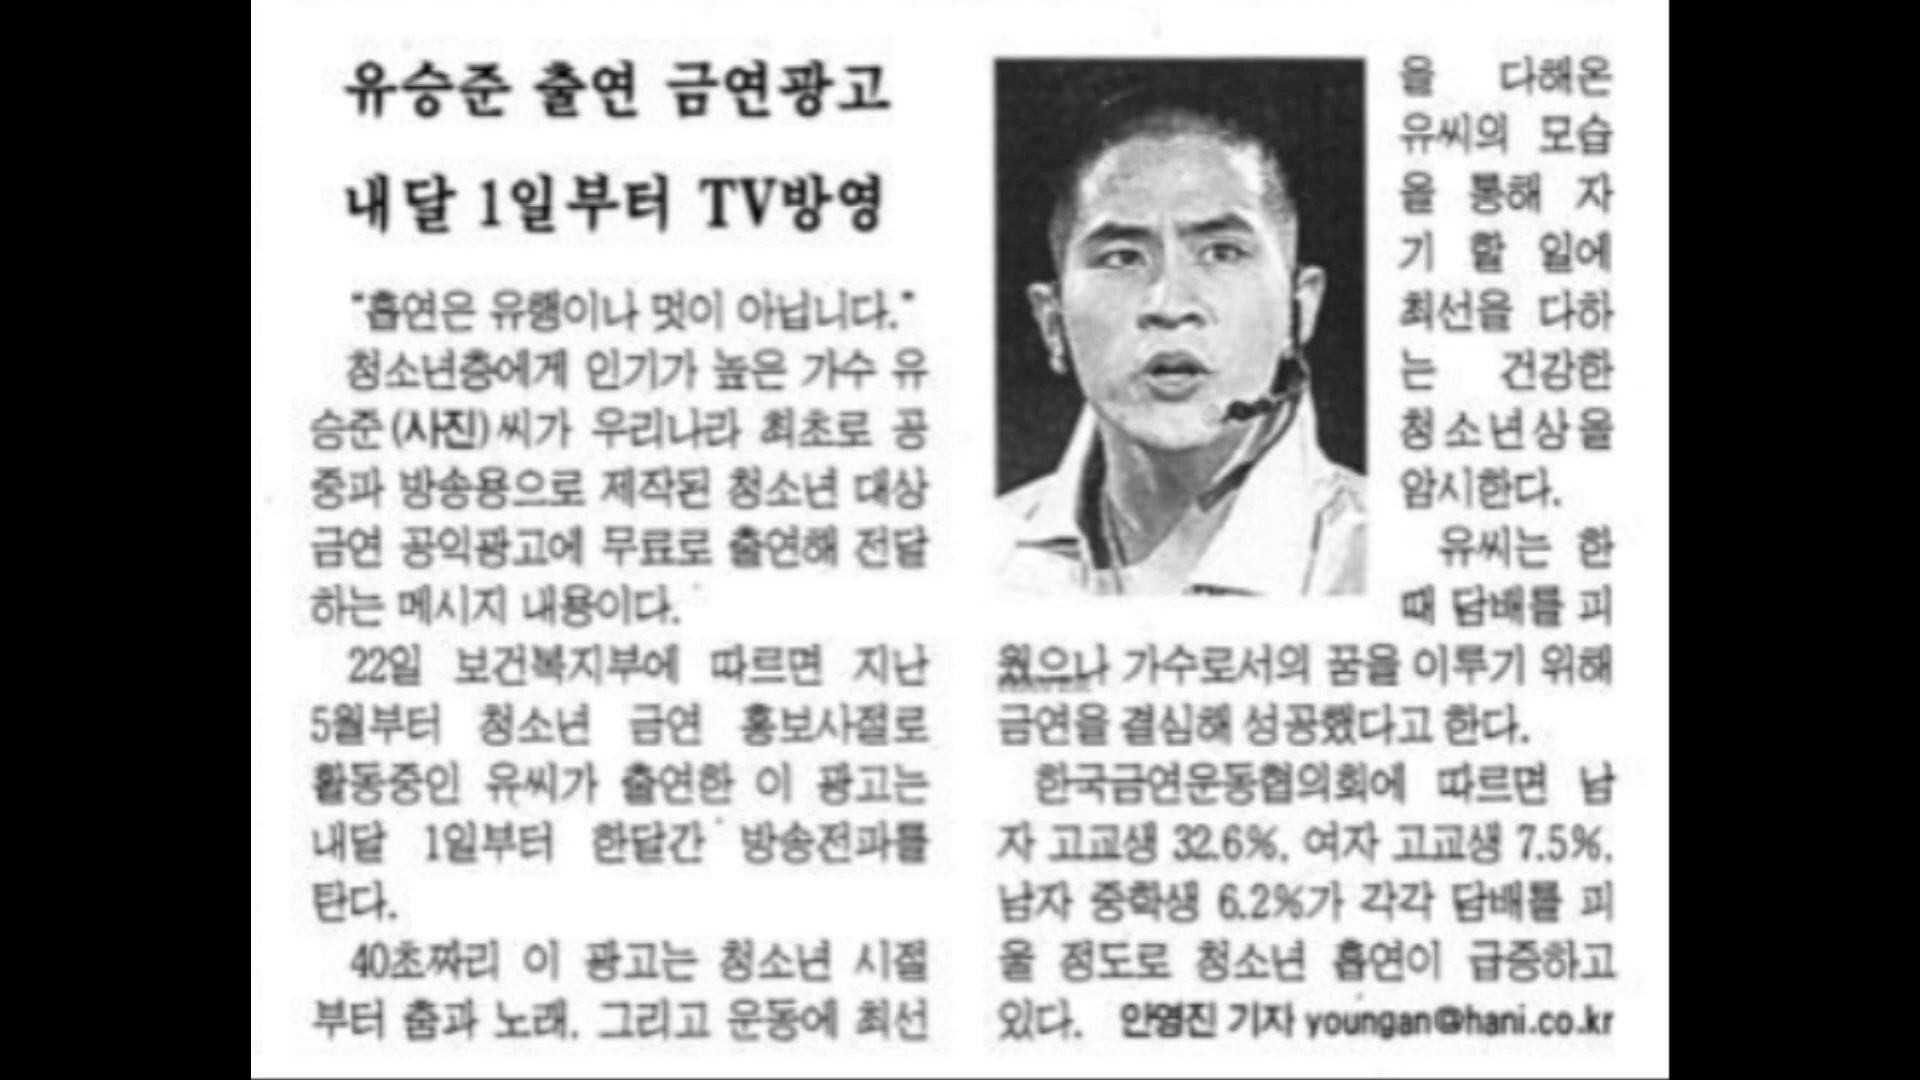 유승준 출연 금연광고
내달 1일부터 TV방영
"흡연은 유행이나 멋이 아닙니다."
청소년층에게 인기가 높은 가수 유
승준(사진)씨가 우리나라 최초로 공
중파 방송용으로 제작된 청소년 대상
금연 공익광고에 무료로 출연해 전달
하는 메시지 내용이다.
22일 보건복지부에 따르면 지난
5월부터 청소년 금연 홍보사절로
활동중인 유씨가 출연한 이 광고는
내달 1일부터 한달간 방송전파를
탄다.
40초짜리 이 광고는 청소년 시절
부터 춤과 노래, 그리고 운동에 최선
을 다해온
유씨의 모습
을 통해 자
기 할 일에
최선을 다하
는 건강한
청소년상을
암시한다.
유씨는 한
때 담배를 피
웠으나 가수로서의 꿈을 이루기 위해
금연을 결심해 성공했다고 한다.
한국금연운동협의회에 따르면 남
자 고교생 32.6%, 여자 고교생 7.5%,
남자 중학생 6.2%가 각각 담배를 피
울 정도로 청소년 흡연이 급증하고
있다. 안영진 기자 youngan@hani.co.kr